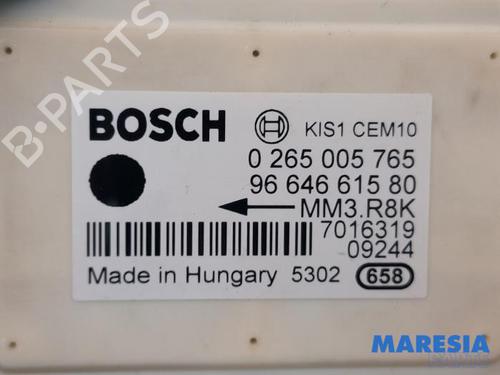 BOSCH KIS1 CEM10
0 265 005 765
96 646 615 80
MM3.R8K
7016319
09244
Made in Hungary 5302 658
B-PARTS
MARESIA